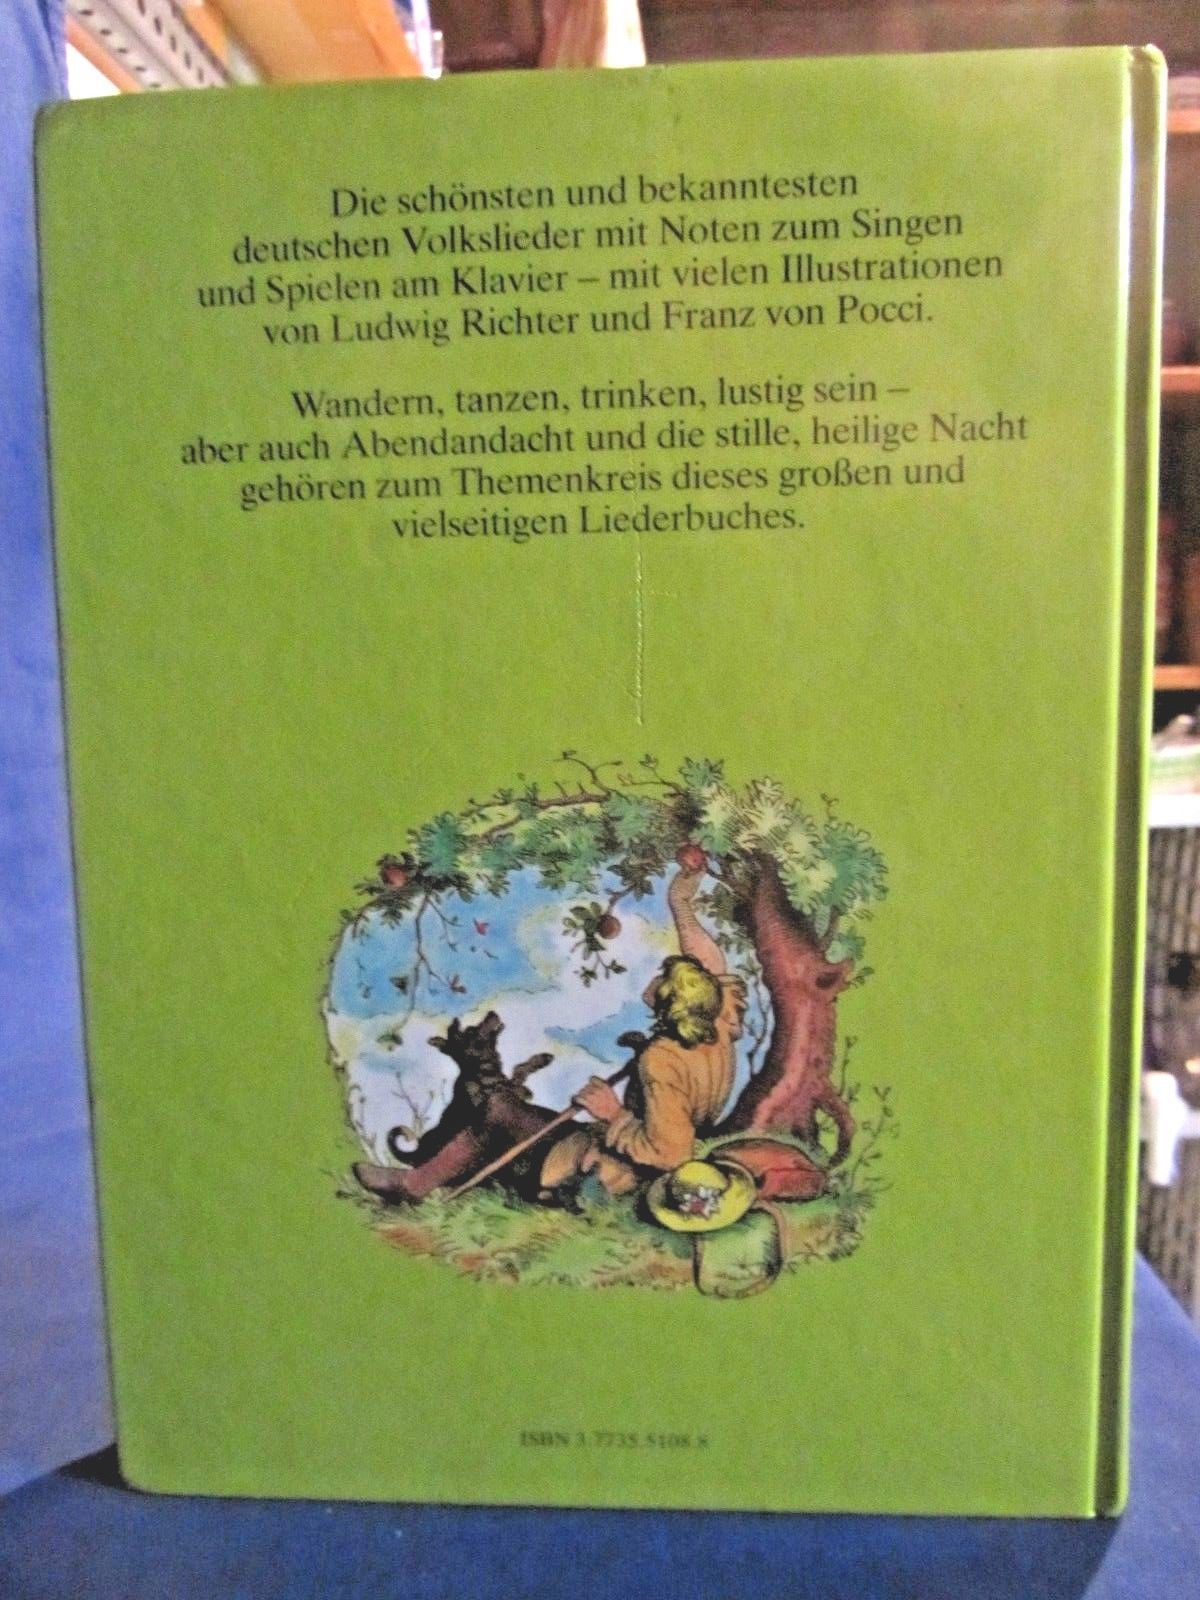 Die schönsten und bekanntesten
deutschen Volkslieder mit Noten zum Singen
und Spielen am Klavier – mit vielen Illustrationen
von Ludwig Richter und Franz von Pocci.
Wandern, tanzen, trinken, lustig sein –
aber auch Abendandacht und die stille, heilige Nacht
gehören zum Themenkreis dieses großen und
vielseitigen Liederbuches.
ISBN 3.7735.5108.8